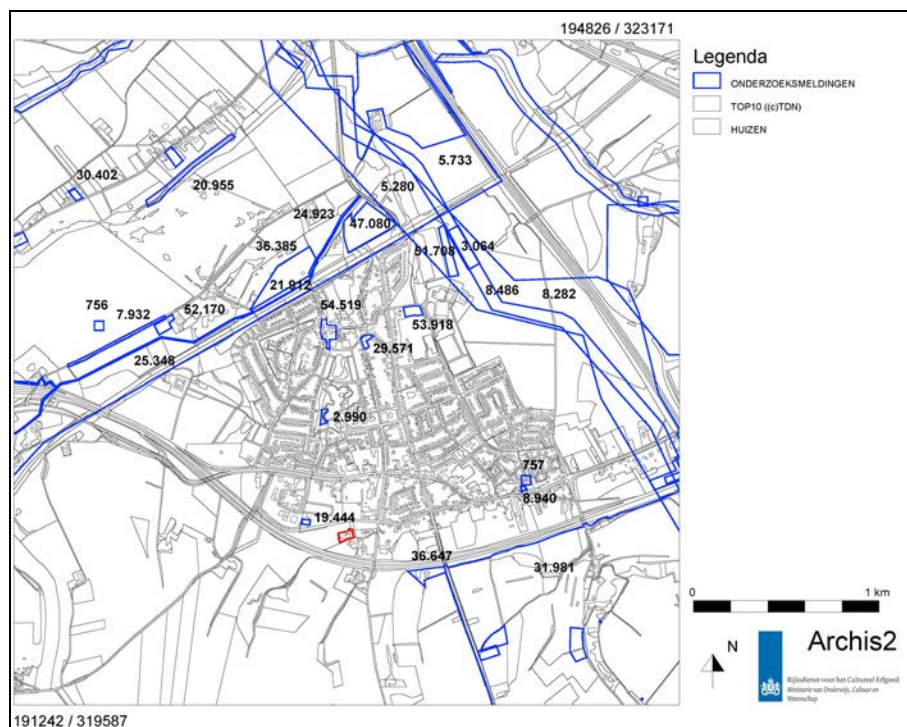 194826 / 323171
Legenda
ONDERZOEKSMELDINGEN
TOP10 ((c)TDN)
HUIZEN
5.733
30.402
20.955
5.280
24.923
47.080
36.385
51.708
3.064
21.812
8.486
8.282
756
7.932
52.170
54.519
53.918
29.571
25.348
2.990
757
8.940
19.444
36.647
31.981
0 1 km
N
Archis2
Rijksdienst voor het Cultureel Erfgoed
Ministerie van Onderwijs, Cultuur en
Wetenschap
191242 / 319587